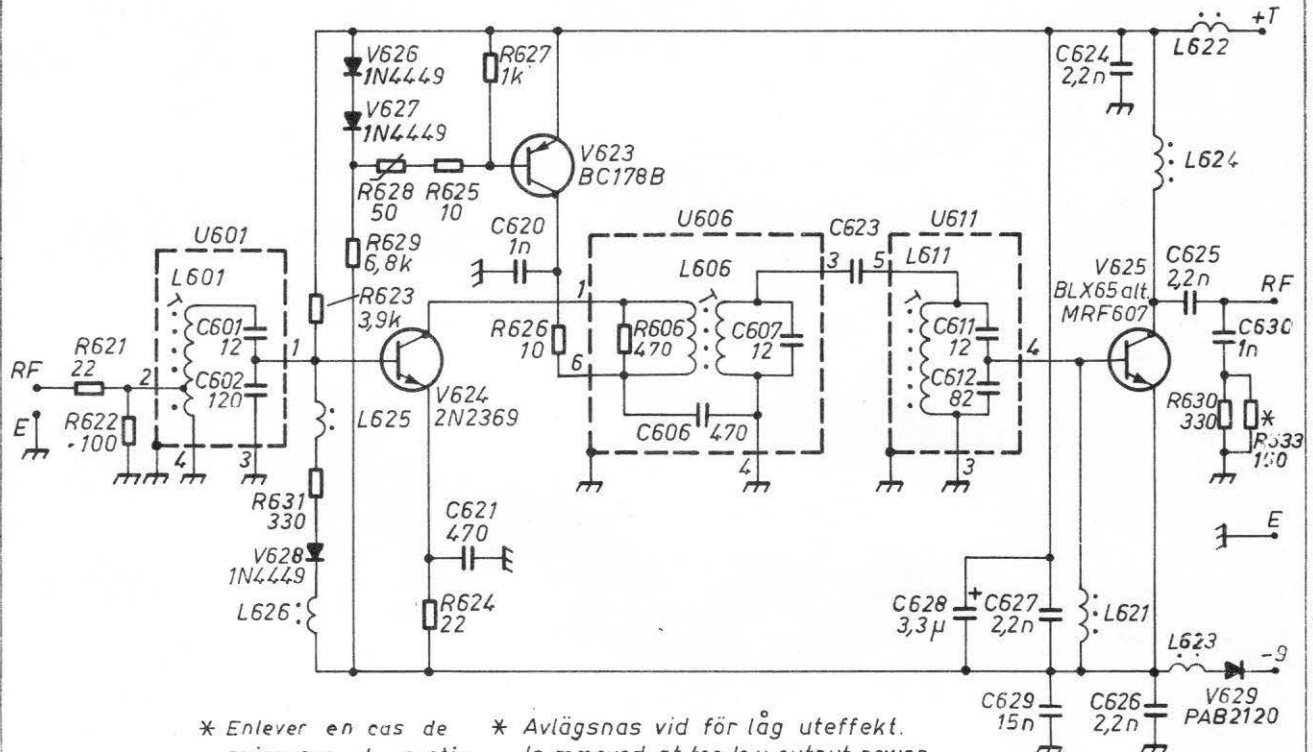 +T
L622
C624
2,2n
V626
1N4449
R627
1k
V627
1N4449
V623
BC178B
L624
R628
50
R625
10
C620
1n
U606
C623
U611
U601
R629
6,8k
L601
L606
3
5
L611
V625
BLX65 alt.
MRF607
C625
2,2n
RF
R623
3,9k
1
C601
12
1
R626
10
R606
470
C607
12
C611
12
C630
1n
R621
22
RF
2
C602
120
6
C612
82
4
V624
2N2369
L625
E
R622
100
C606
470
R630
330
*
4
3
4
3
R631
330
C621
470
E
V628
1N4449
L626
R624
22
C628
3,3µ
+
C627
2,2n
L621
L623
-9
V629
PAB2120
C629
15n
C626
2,2n
* Enlever en cas de
* Avlägsnas vid för låg uteffekt.